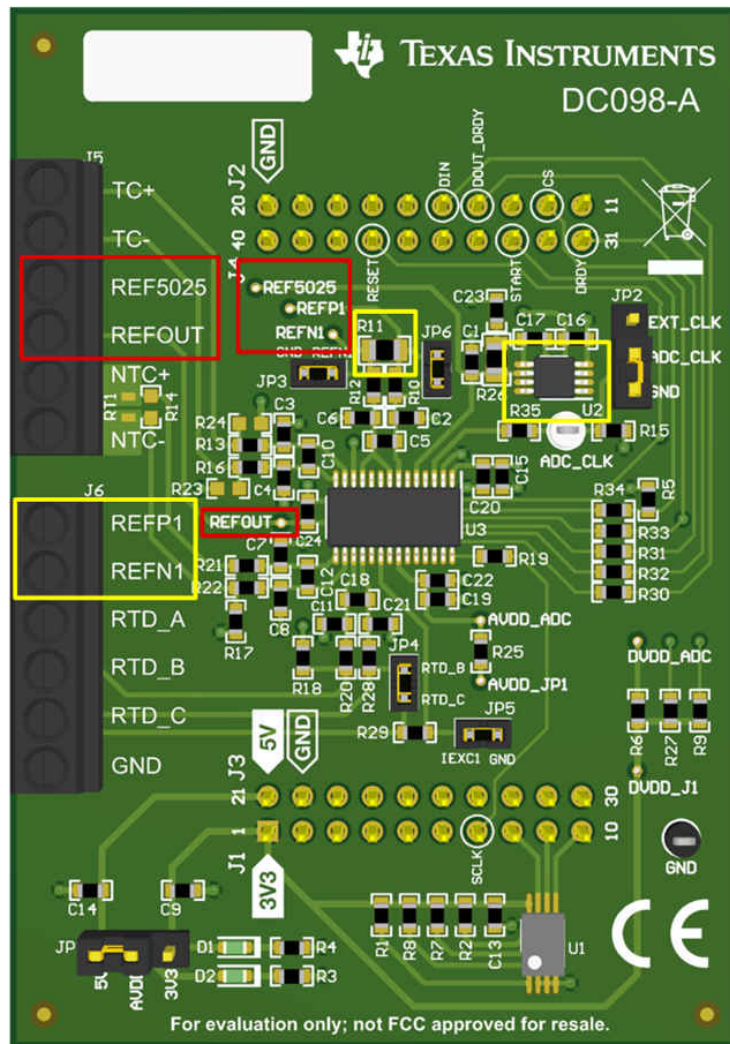 TEXAS INSTRUMENTS
DC098-A
J5
TC+
TC-
REF5025
REFOUT
NTC+
NTC-
RT1
R14
J6
REFP1
REFN1
RTD_A
RTD_B
RTD_C
GND
GND
J2
20
40
DIN
DOUT_DRDY
CS
11
31
RESET
START
DRDY
REF5025
REFP1
REFN1
R11
JP6
C23
C1
C17
C16
JP2
EXT_CLK
ADC_CLK
GND
JP3
R12
R10
R26
U2
R24
C3
C6
C2
R13
C5
R35
R15
R16
C10
ADC_CLK
R23
C4
C15
C20
R34
R5
REFOUT
U3
R33
C7
C24
R19
R31
R21
C12
R32
R22
C18
C22
R30
C8
C11
C21
C19
R17
JP4
AVDD_ADC
R18
R20
R28
RTD_B
RTD_C
R25
AVDD_JP1
DVDD_ADC
R29
JP5
IEXC1 GND
R6
R27
R9
5V
GND
J3
21
30
DVDD_J1
1
10
J1
3V3
SCLK
GND
C14
C9
R1
R8
R7
R2
C13
U1
JP
5V
AVDD
3V3
D1
R4
D2
R3
CE
For evaluation only; not FCC approved for resale.